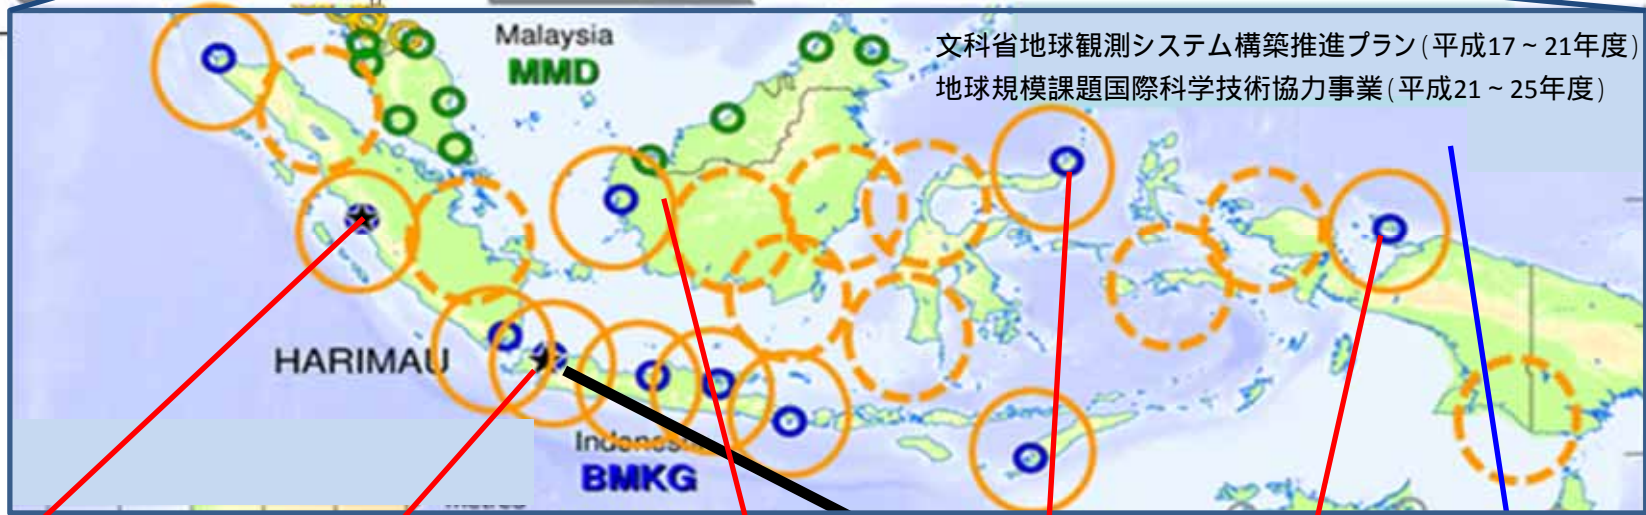 Malaysia
MMD
文科省地球観測システム構築推進プラン(平成17~21年度)
地球規模課題国際科学技術協力事業(平成21~25年度)
HARIMAU
BMKG